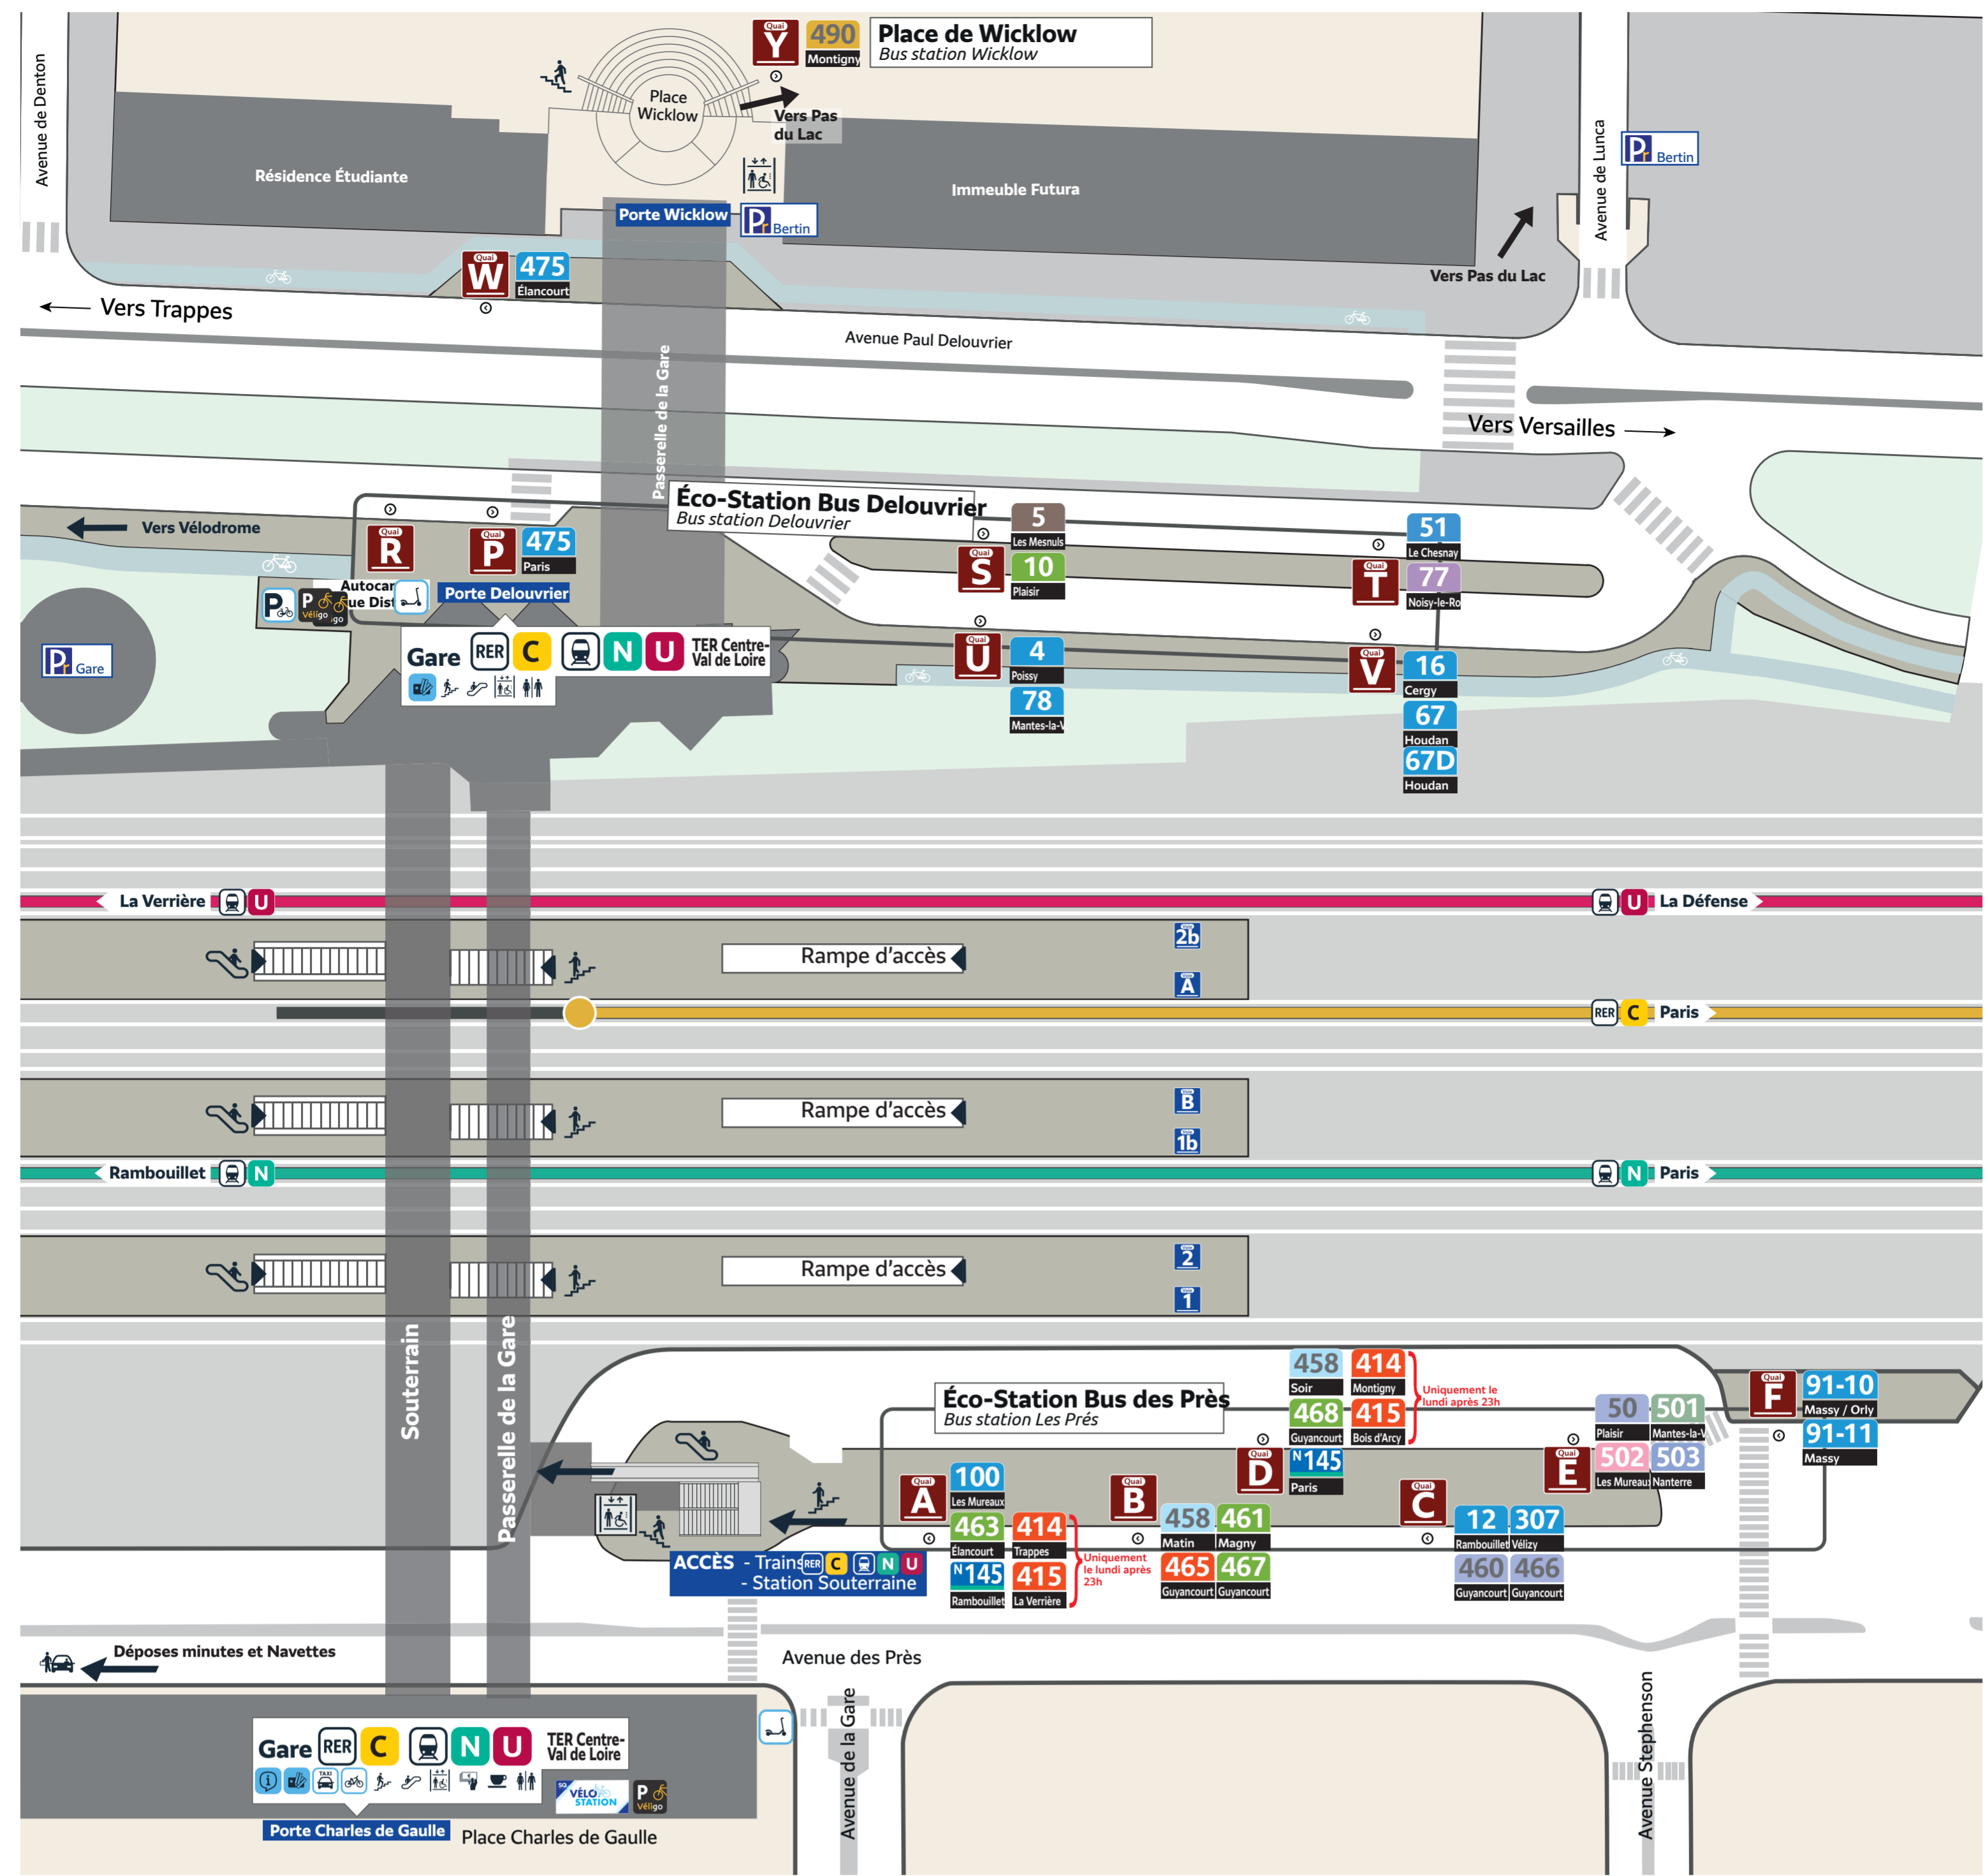 Avenue de Denton
Quai
Y
490
Montigny
Place de Wicklow
Bus station Wicklow
Place
Wicklow
Vers Pas
du Lac
Avenue de Lunca
Pr Bertin
Résidence Étudiante
Immeuble Futura
Porte Wicklow
Pr Bertin
Vers Pas du Lac
Quai
W
475
Élancourt
Vers Trappes
Avenue Paul Delouvrier
Passerelle de la Gare
Vers Versailles
Éco-Station Bus Delouvrier
Bus station Delouvrier
Vers Vélodrome
Quai
R
Quai
P
475
Paris
Quai
S
5
Les Mesnuls
10
Plaisir
Quai
T
51
Le Chesnay
77
Noisy-le-Ro
P
P
Véligo
Porte Delouvrier
Pr Gare
Gare RER C N U TER Centre-
Val de Loire
Quai
U
4
Poissy
78
Mantes-la-V
Quai
V
16
Cergy
67
Houdan
67D
Houdan
La Verrière U
U La Défense
Rampe d'accès
2b
A
RER C Paris
Rampe d'accès
B
1b
Rambouillet N
N Paris
Rampe d'accès
2
1
Souterrain
Passerelle de la Gare
Éco-Station Bus des Près
Bus station Les Prés
458
Soir
414
Montigny
468
Guyancourt
415
Bois d'Arcy
Uniquement le
lundi après 23h
Quai
D
N145
Paris
50
Plaisir
501
Mantes-la-V
Quai
E
502
Les Mureaux
503
Nanterre
Quai
F
91-10
Massy / Orly
91-11
Massy
Quai
A
100
Les Mureaux
463
Élancourt
414
Trappes
N145
Rambouillet
415
La Verrière
Uniquement
le lundi après
23h
Quai
B
458
Matin
461
Magny
465
Guyancourt
467
Guyancourt
Quai
C
12
Rambouillet
307
Vélizy
460
Guyancourt
466
Guyancourt
ACCÈS - Trains RER C N U
- Station Souterraine
Déposes minutes et Navettes
Avenue des Près
Avenue de la Gare
Avenue Stephenson
Gare RER C N U TER Centre-
Val de Loire
TAXI
SQY
VÉLO
STATION
P
Véligo
Porte Charles de Gaulle
Place Charles de Gaulle